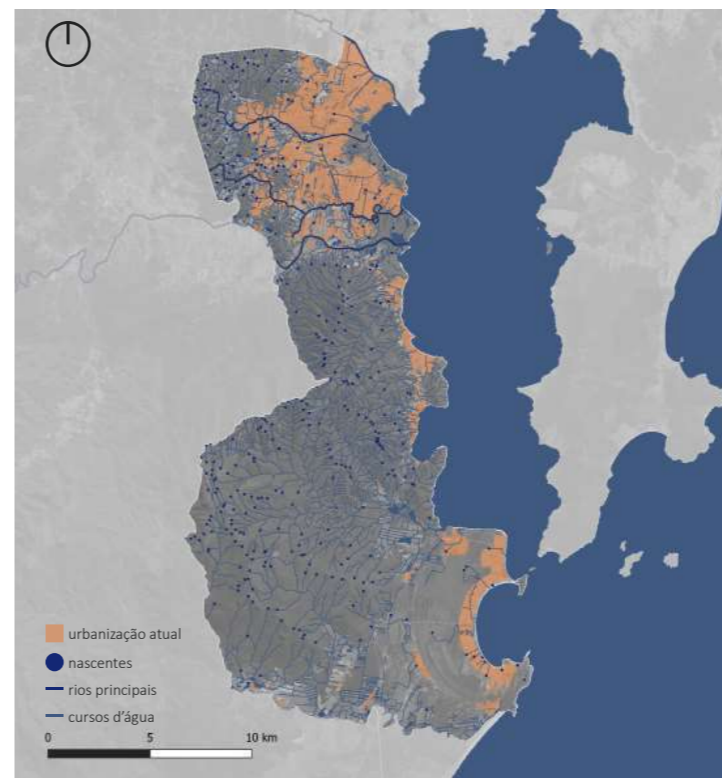 urbanização atual
nascentes
rios principais
cursos d'água
0 5 10 km